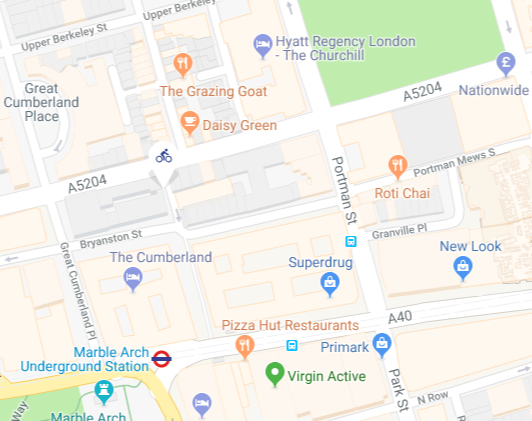 Upper Berkeley St
Upper Berkeley St
Hyatt Regency London
- The Churchill
Great
Cumberland
Place
The Grazing Goat
A5204
Nationwide
£
Daisy Green
Portman Mews S
A5204
Portman St
Roti Chai
Bryanston St
Granville Pl
Great Cumberland Pl
The Cumberland
Superdrug
New Look
Pizza Hut Restaurants
A40
Marble Arch
Underground Station
Primark
Virgin Active
Park St
N Row
Way
Marble Arch